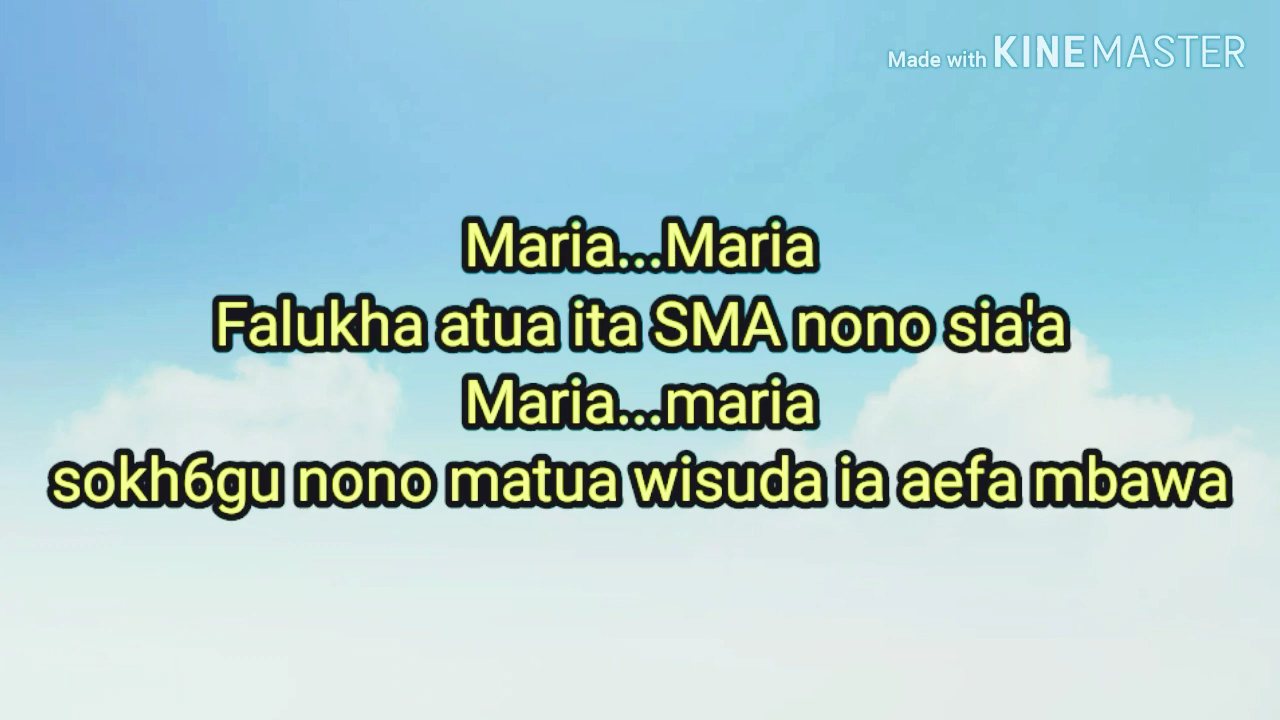 Made with KINEMASTER
Maria...Maria
Falukha atua ita SMA nono sia'a
Maria...maria
sokh6gu nono matua wisuda ia aefa mbawa